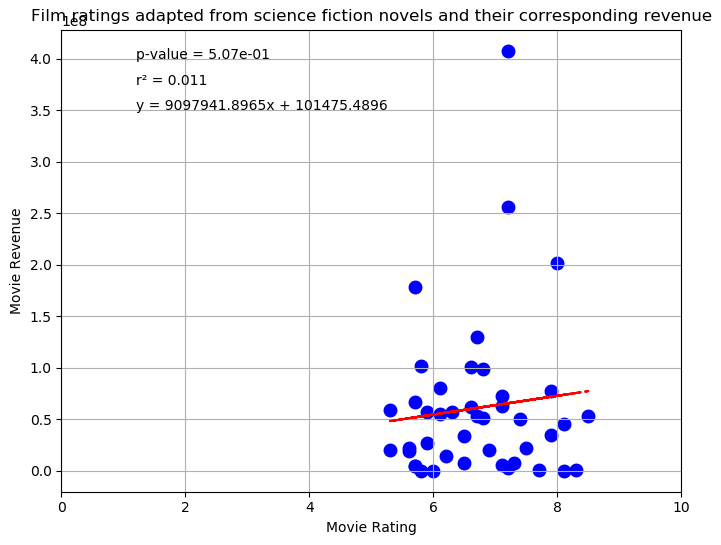 Film ratings adapted from science fiction novels and their corresponding revenue
1e8
p-value = 5.07e-01
r² = 0.011
y = 9097941.8965x + 101475.4896
4.0
3.5
3.0
2.5
2.0
1.5
1.0
0.5
0.0
Movie Revenue
0 2 4 6 8 10
Movie Rating